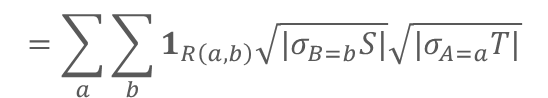 = ∑_a ∑_b 𝟏_{R(a,b)} √|σ_{B=b}S| √|σ_{A=a}T|